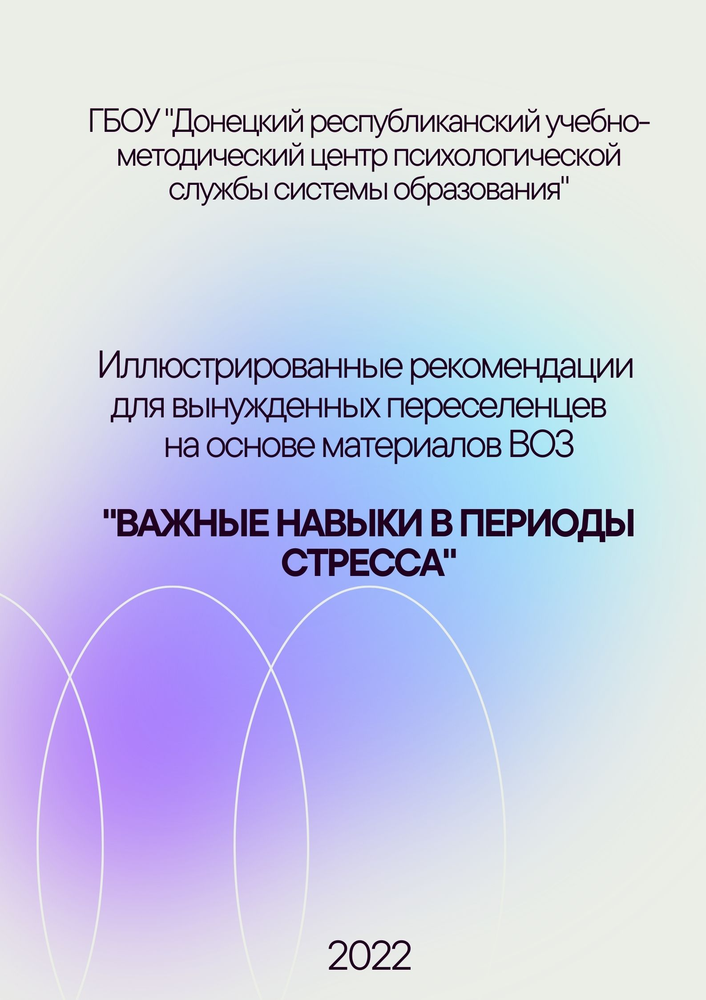 ГБОУ "Донецкий республиканский учебно-
методический центр психологической
службы системы образования"
Иллюстрированные рекомендации
для вынужденных переселенцев
на основе материалов ВОЗ
"ВАЖНЫЕ НАВЫКИ В ПЕРИОДЫ
СТРЕССА"
2022